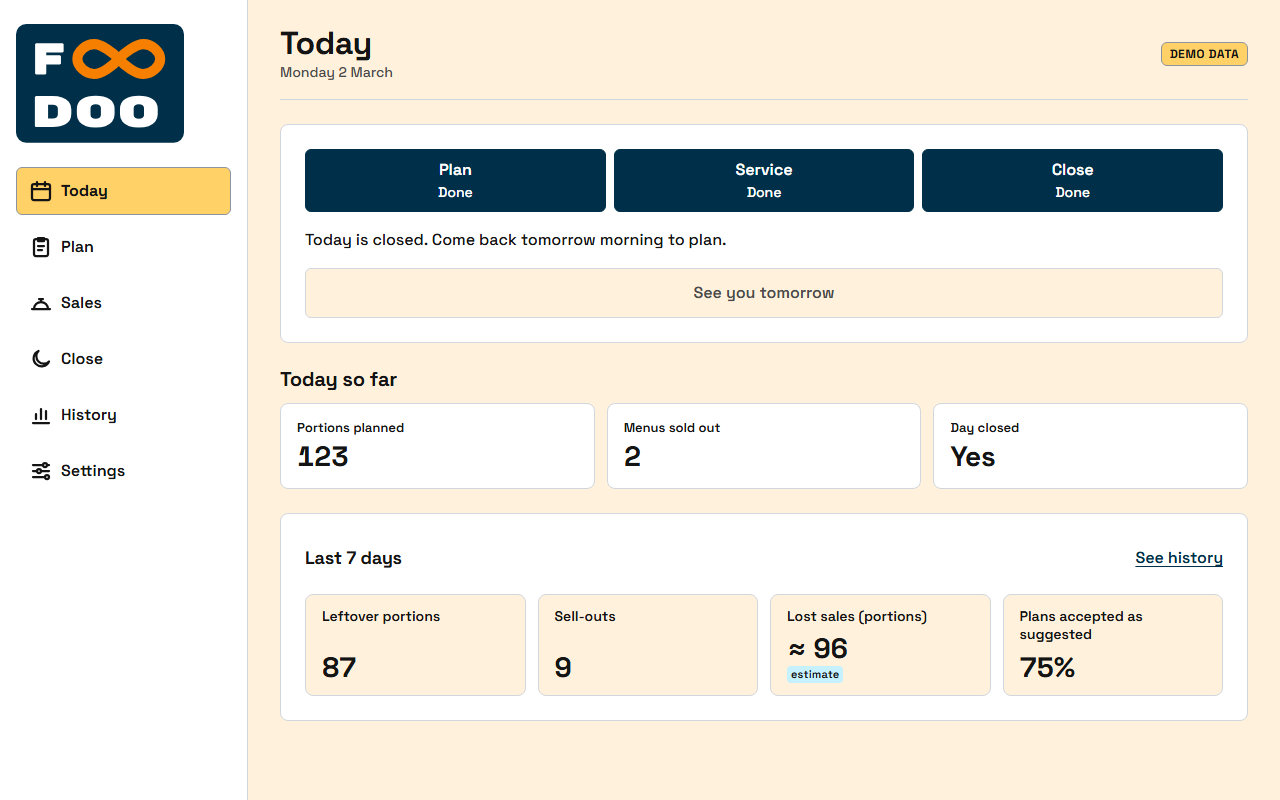 F∞
DOO
Today
Plan
Sales
Close
History
Settings
Today
Monday 2 March
DEMO DATA
Plan
Done
Service
Done
Close
Done
Today is closed. Come back tomorrow morning to plan.
See you tomorrow
Today so far
Portions planned
123
Menus sold out
2
Day closed
Yes
Last 7 days
See history
Leftover portions
87
Sell-outs
9
Lost sales (portions)
≈ 96
estimate
Plans accepted as
suggested
75%